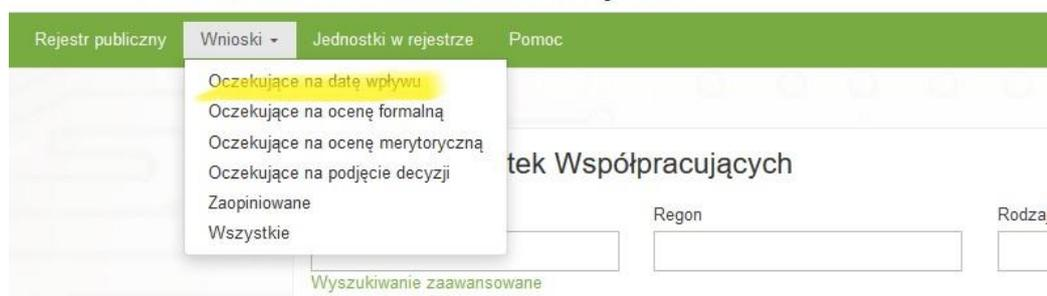 Rejestr publiczny Wnioski Jednostki w rejestrze Pomoc
Oczekujące na datę wpływu
Oczekujące na ocenę formalną
Oczekujące na ocenę merytoryczną
Oczekujące na podjęcie decyzji
Zaopiniowane
Wszystkie
tek Współpracujących
Regon Rodzaj
Wyszukiwanie zaawansowane